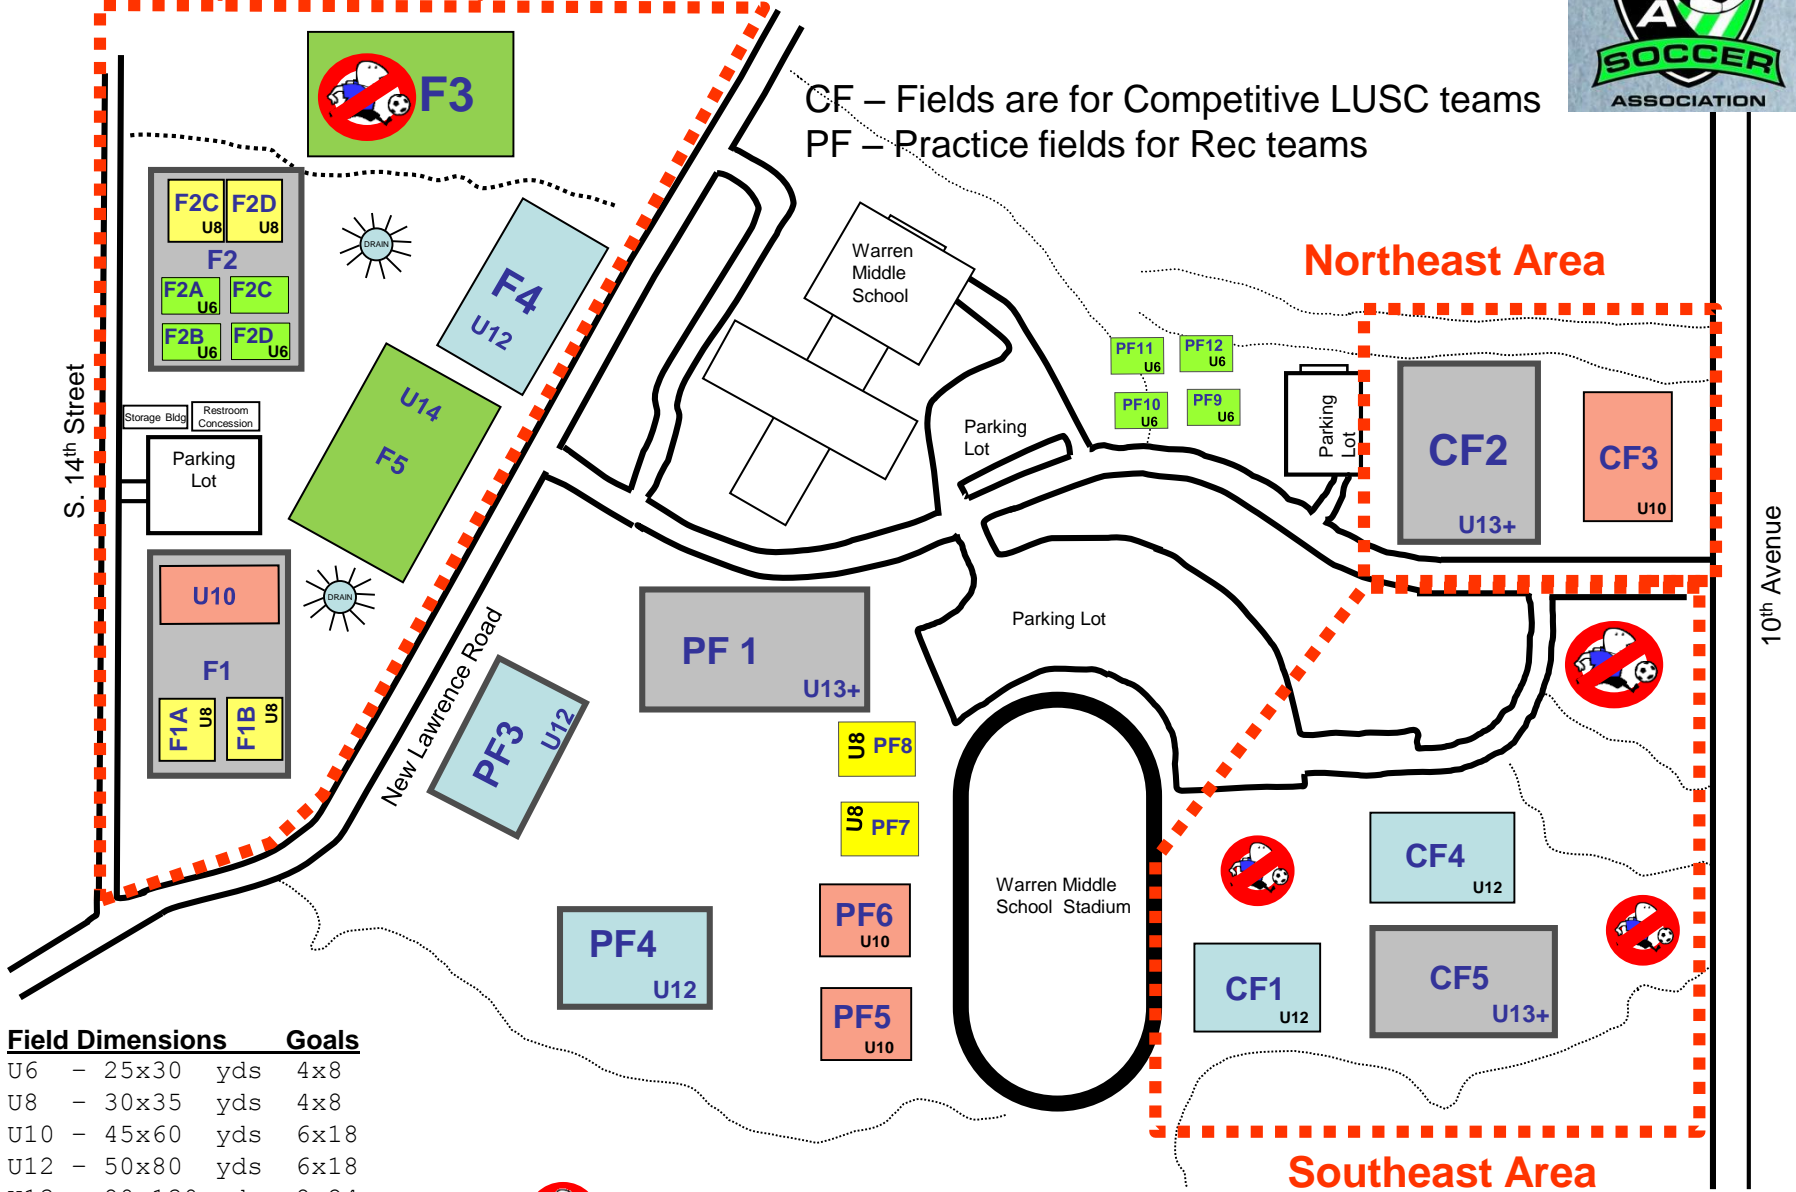 A
SOCCER
ASSOCIATION
CF – Fields are for Competitive LUSC teams
PF – Practice fields for Rec teams
F3
F2C
U8
F2D
U8
F2
F2A
U6
F2C
F2B
U6
F2D
U6
DRAIN
F4
U12
U14
F5
S. 14th Street
Storage Bldg
Restroom
Concession
Parking
Lot
U10
F1
F1A
U8
F1B
U8
DRAIN
New Lawrence Road
Warren
Middle
School
Parking
Lot
PF11
U6
PF12
U6
PF10
U6
PF9
U6
Parking
Lot
Northeast Area
CF2
U13+
CF3
U10
10th Avenue
PF 1
U13+
Parking Lot
PF3
U12
U8
PF8
U8
PF7
PF6
U10
PF5
U10
PF4
U12
Warren Middle
School Stadium
CF4
U12
CF1
U12
CF5
U13+
Southeast Area
Field Dimensions Goals
U6 – 25x30 yds 4x8
U8 – 30x35 yds 4x8
U10 – 45x60 yds 6x18
U12 – 50x80 yds 6x18